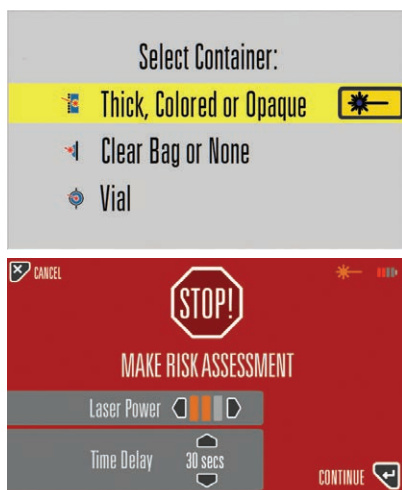 Select Container:
Thick, Colored or Opaque
Clear Bag or None
Vial
CANCEL
STOP!
MAKE RISK ASSESSMENT
Laser Power
Time Delay 30 secs
CONTINUE